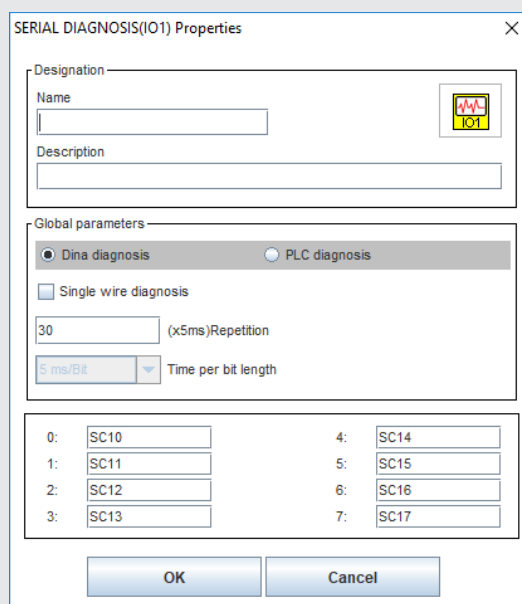 SERIAL DIAGNOSIS(IO1) Properties
Designation
Name
IO1
Description
Global parameters
Dina diagnosis PLC diagnosis
Single wire diagnosis
30 (x5ms)Repetition
5 ms/Bit Time per bit length
0: SC10 4: SC14
1: SC11 5: SC15
2: SC12 6: SC16
3: SC13 7: SC17
OK Cancel